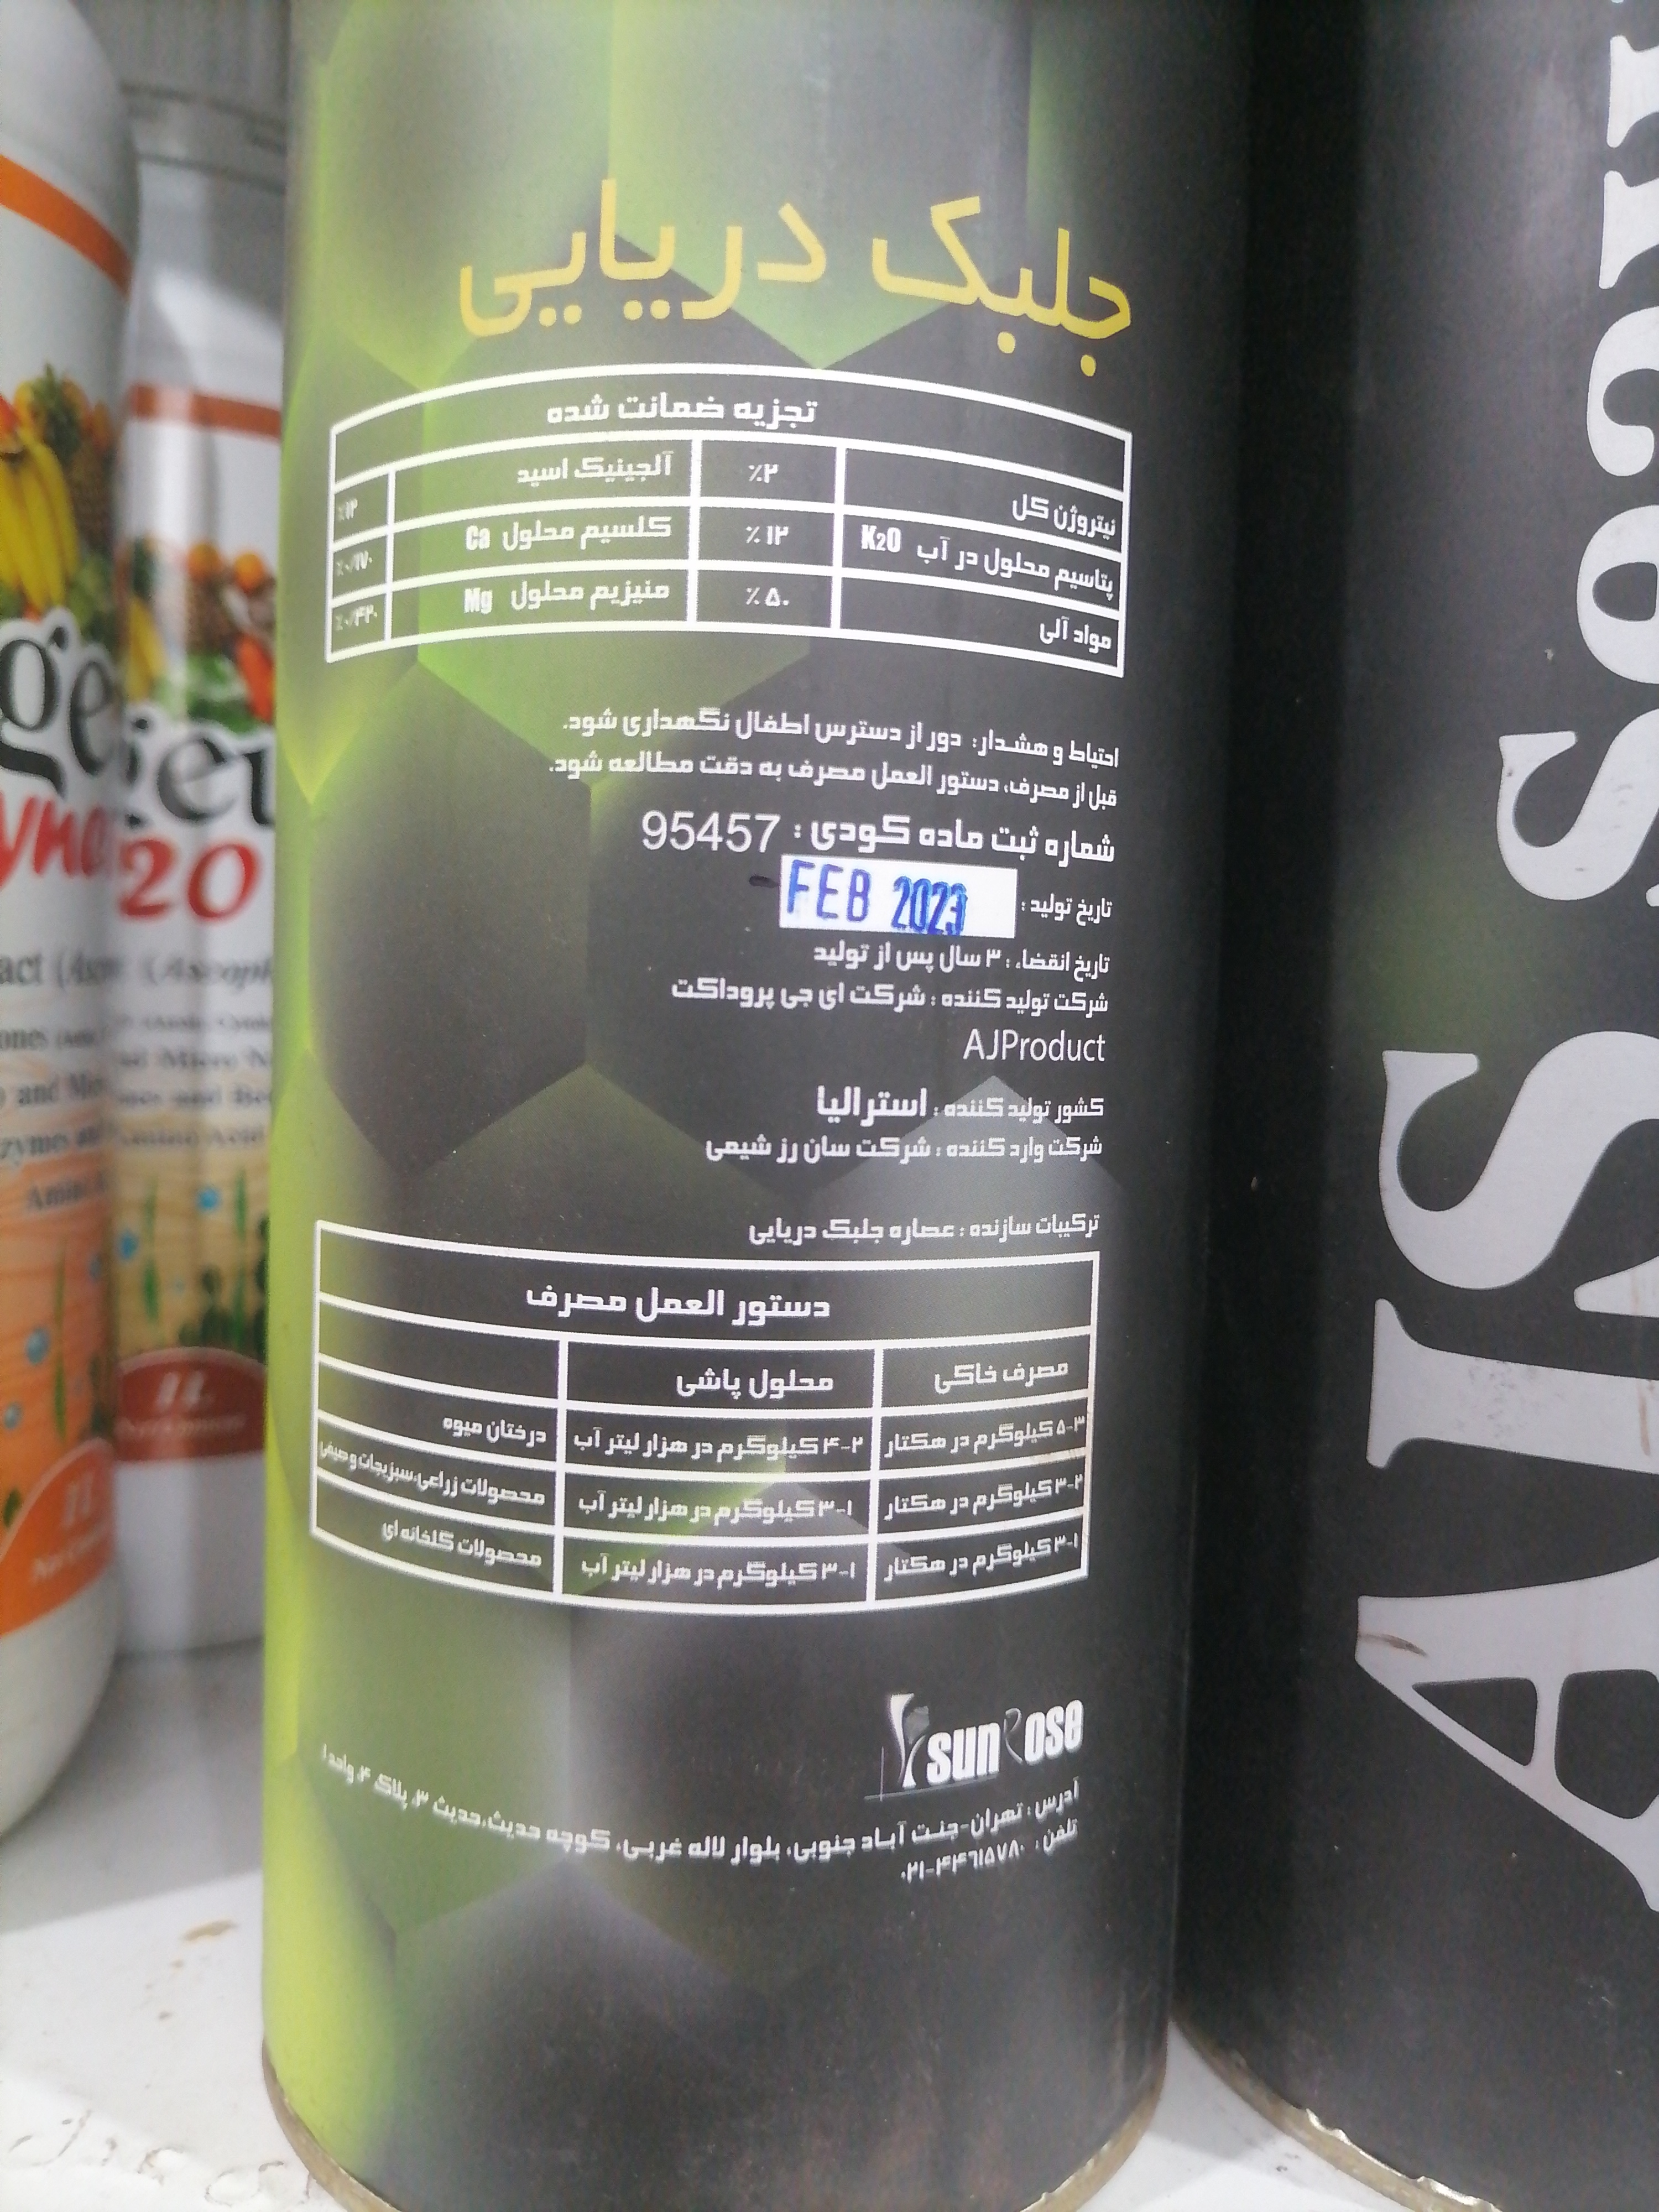 جلبک دریایی
تجزیه ضمانت شده
نیتروژن کل ٪۲ آلجینیک اسید ٪۱۲
پتاسیم محلول در آب K2O ٪۱۲ کلسیم محلول Ca
مواد آلی ٪۵۰ منیزیم محلول Mg
احتیاط و هشدار: دور از دسترس اطفال نگهداری شود.
قبل از مصرف، دستور العمل مصرف به دقت مطالعه شود.
شماره ثبت ماده کودی : 95457
تاریخ تولید : FEB 2023
تاریخ انقضاء : ۳ سال پس از تولید
شرکت تولید کننده : شرکت ای جی پروداکت
AJProduct
کشور تولید کننده : استرالیا
شرکت وارد کننده : شرکت سان رز شیمی
ترکیبات سازنده : عصاره جلبک دریایی
دستور العمل مصرف
مصرف خاکی محلول پاشی
۳-۵ کیلوگرم در هکتار ۲-۴ کیلوگرم در هزار لیتر آب درختان میوه
۲-۳ کیلوگرم در هکتار ۱-۳ کیلوگرم در هزار لیتر آب محصولات زراعی،سبزیجات و صیفی
۱-۳ کیلوگرم در هکتار ۱-۳ کیلوگرم در هزار لیتر آب محصولات گلخانه ای
sunRose
آدرس : تهران-جنت آباد جنوبی، بلوار لاله غربی، کوچه حدیث،حدیث ۳، پلاک ۴، واحد ۱
تلفن : ۰۲۱-۴۴۶۱۵۷۸۰
20
1L
1L